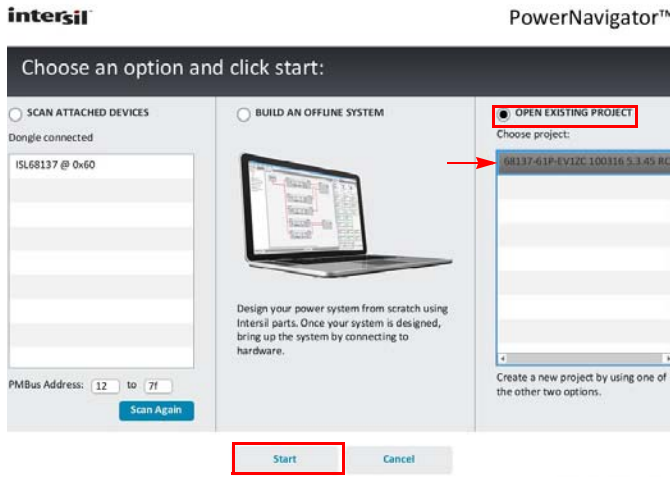 intersil
PowerNavigator™
Choose an option and click start:
SCAN ATTACHED DEVICES
Dongle connected
ISL68137 @ 0x60
PMBus Address: 12 to 7f
Scan Again
BUILD AN OFFLINE SYSTEM
Design your power system from scratch using
Intersil parts. Once your system is designed,
bring up the system by connecting to
hardware.
OPEN EXISTING PROJECT
Choose project:
68137-61P-EV1ZC 100316 5.3.45 RC
Create a new project by using one of
the other two options.
Start
Cancel